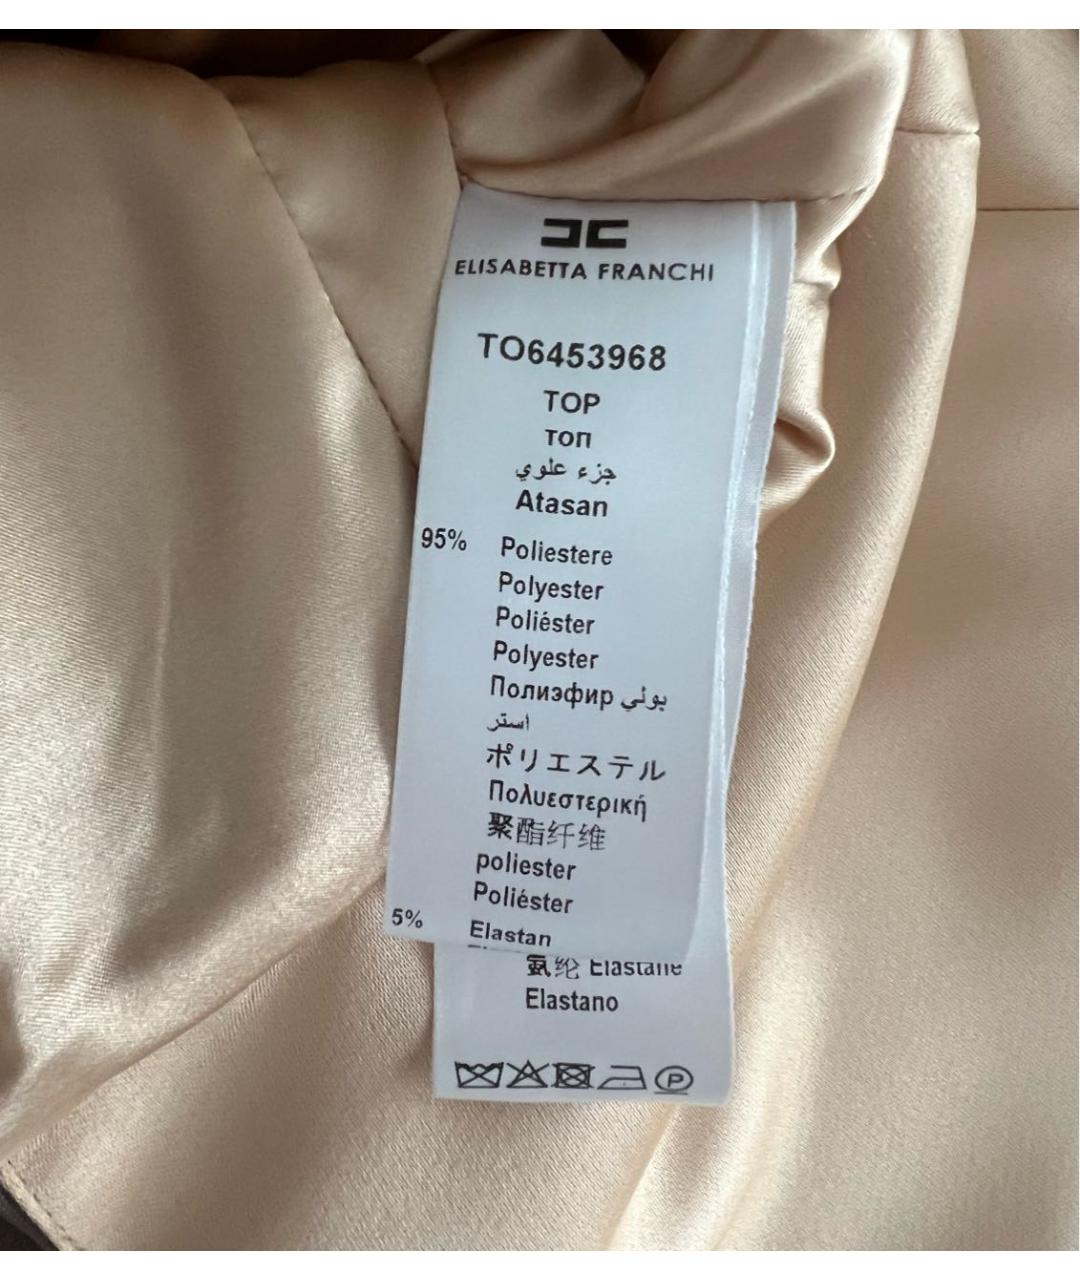 ELISABETTA FRANCHI
TO6453968
TOP
топ
جزء علوي
Atasan
95% Poliestere
Polyester
Poliéster
Polyester
Полиэфир بولي
استر
ポリエステル
Πολυεστερική
聚酯纤维
poliester
Poliéster
5% Elastan
氨纶 Elastane
Elastano
P